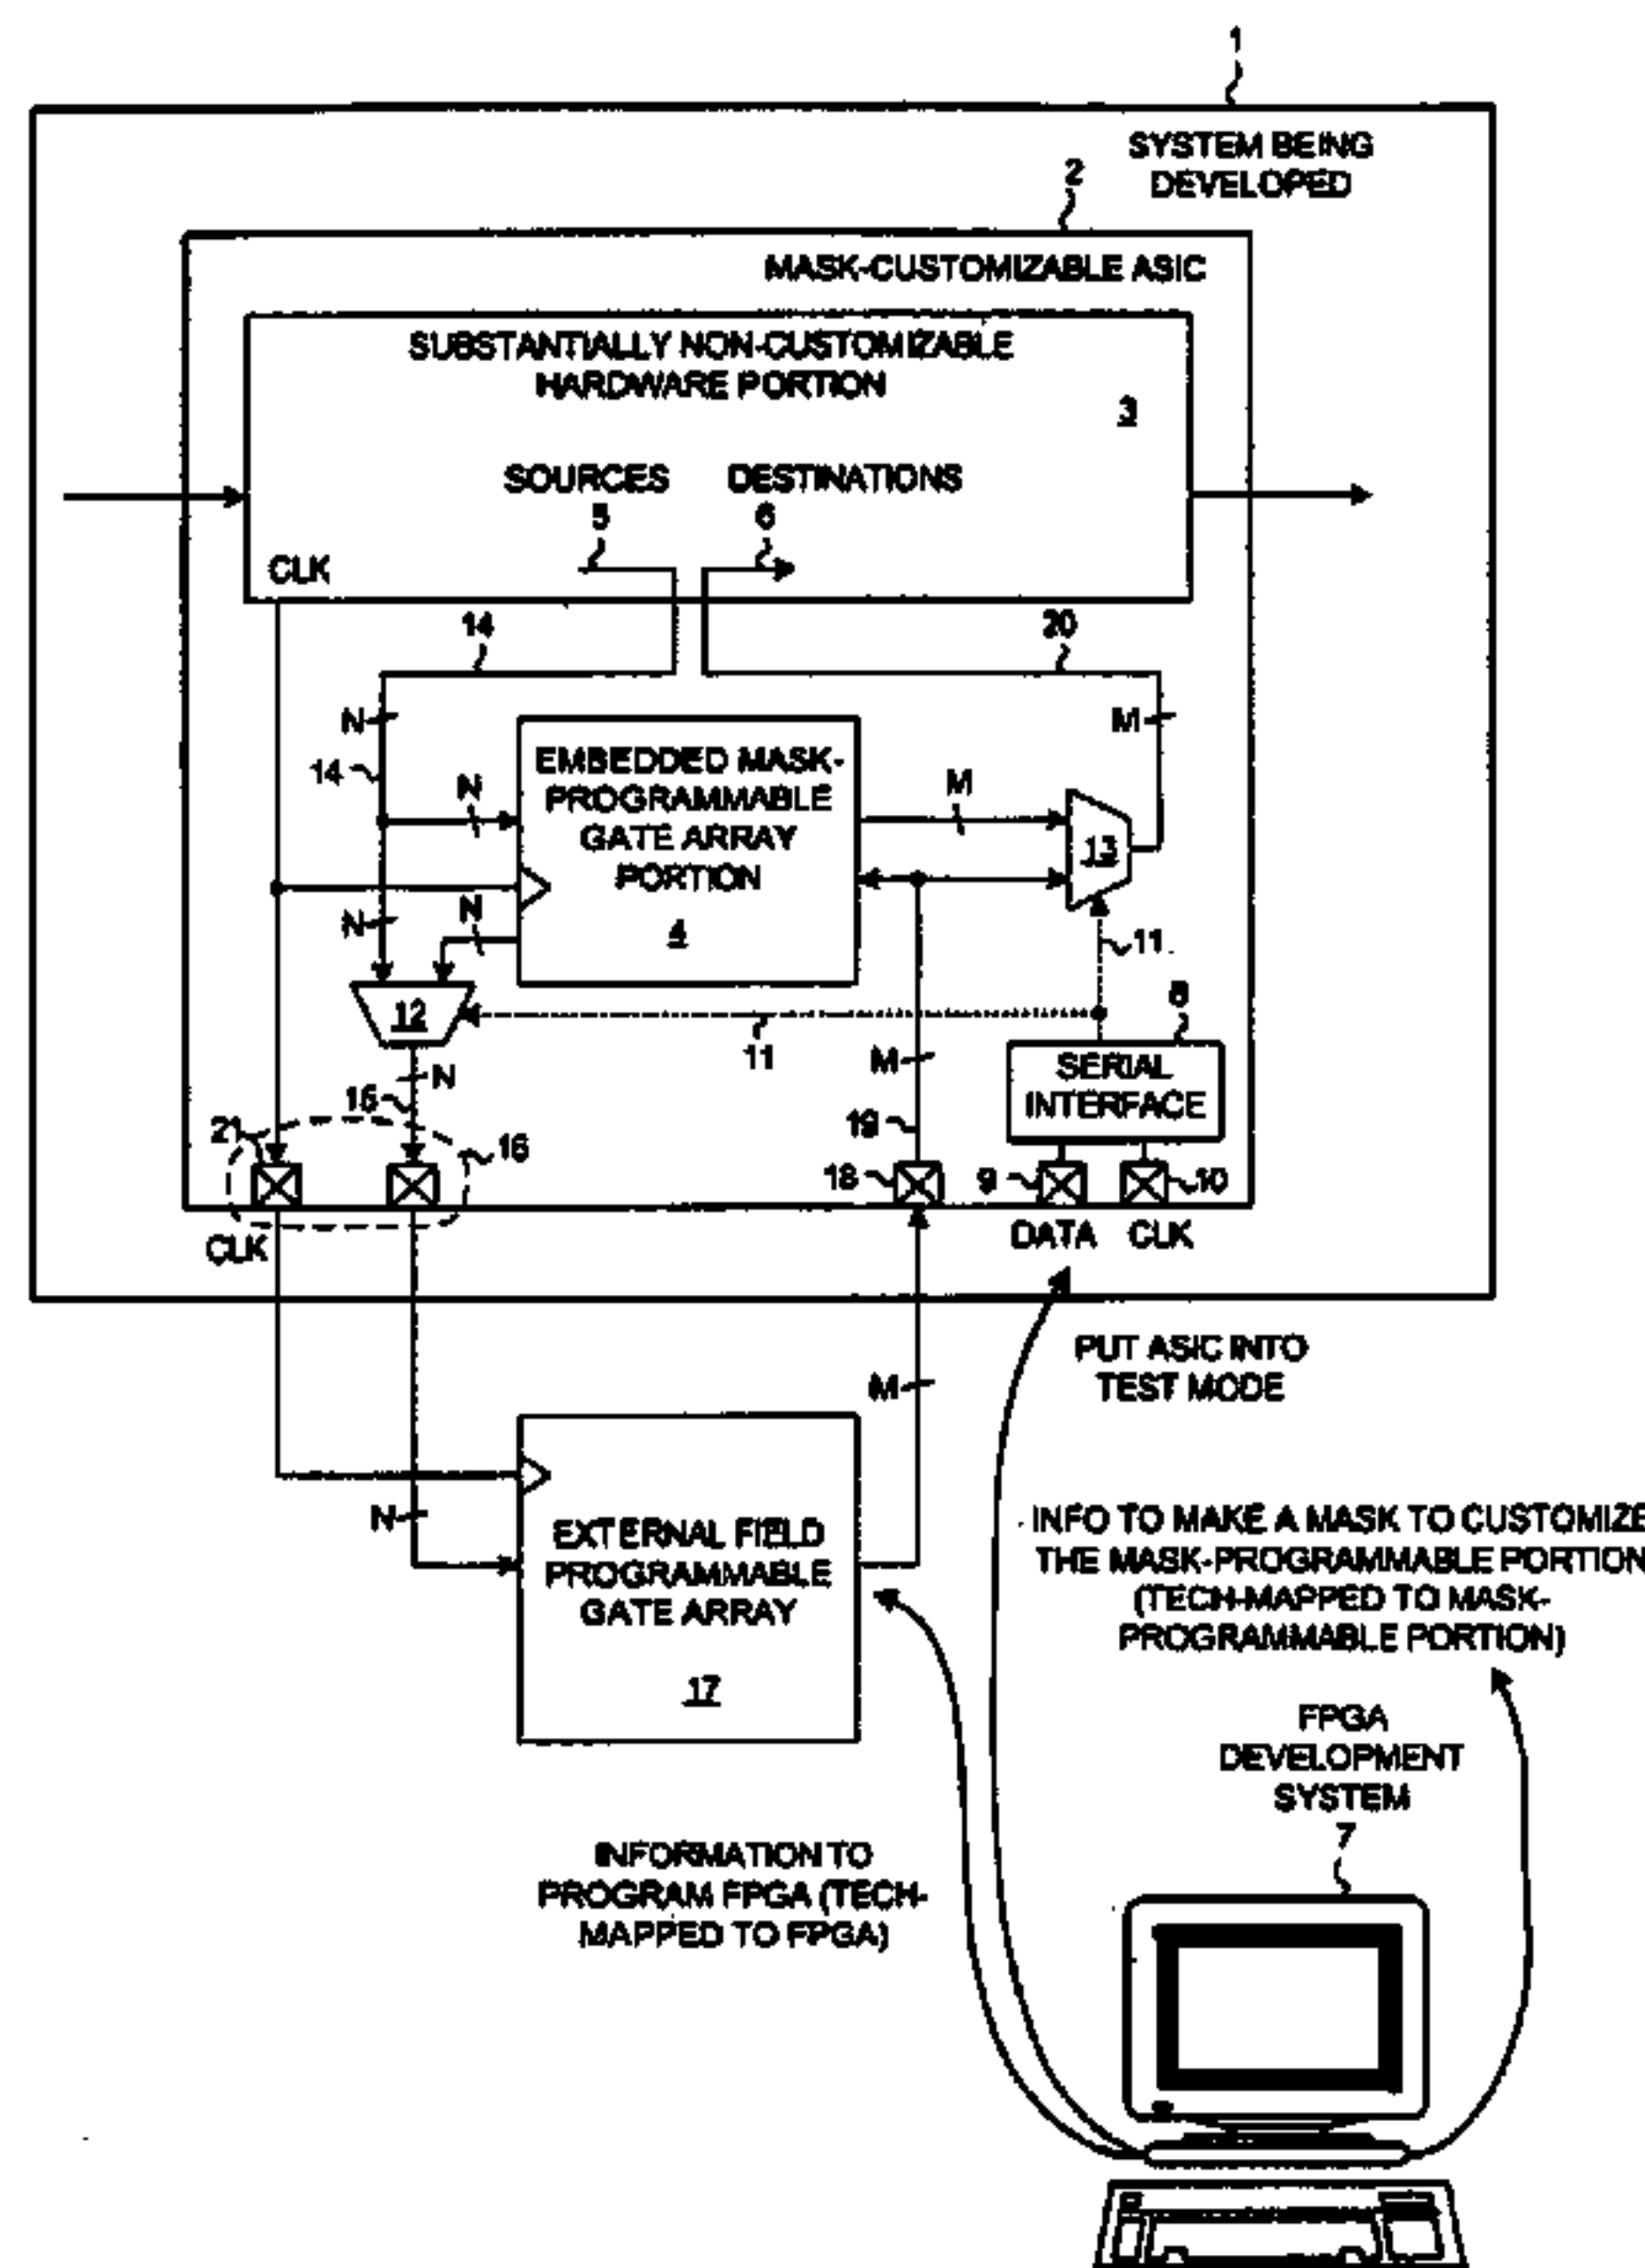 1
SYSTEM BEING
DEVELOPED
2
MASK-CUSTOMIZABLE ASIC
SUBSTANTIALLY NON-CUSTOMIZABLE
HARDWARE PORTION
3
SOURCES
DESTINATIONS
5
6
CLK
14
20
N
M
14
N
EMBEDDED MASK-
PROGRAMMABLE
GATE ARRAY
PORTION
4
M
13
N
N
11
12
11
8
SERIAL
INTERFACE
N
M
15
21
16
19
18
9
10
CLK
DATA
CLK
PUT ASIC INTO
TEST MODE
M
N
EXTERNAL FIELD
PROGRAMMABLE
GATE ARRAY
17
INFO TO MAKE A MASK TO CUSTOMIZE
THE MASK-PROGRAMMABLE PORTION
(TECH-MAPPED TO MASK-
PROGRAMMABLE PORTION)
FPGA
DEVELOPMENT
SYSTEM
7
INFORMATION TO
PROGRAM FPGA (TECH-
MAPPED TO FPGA)